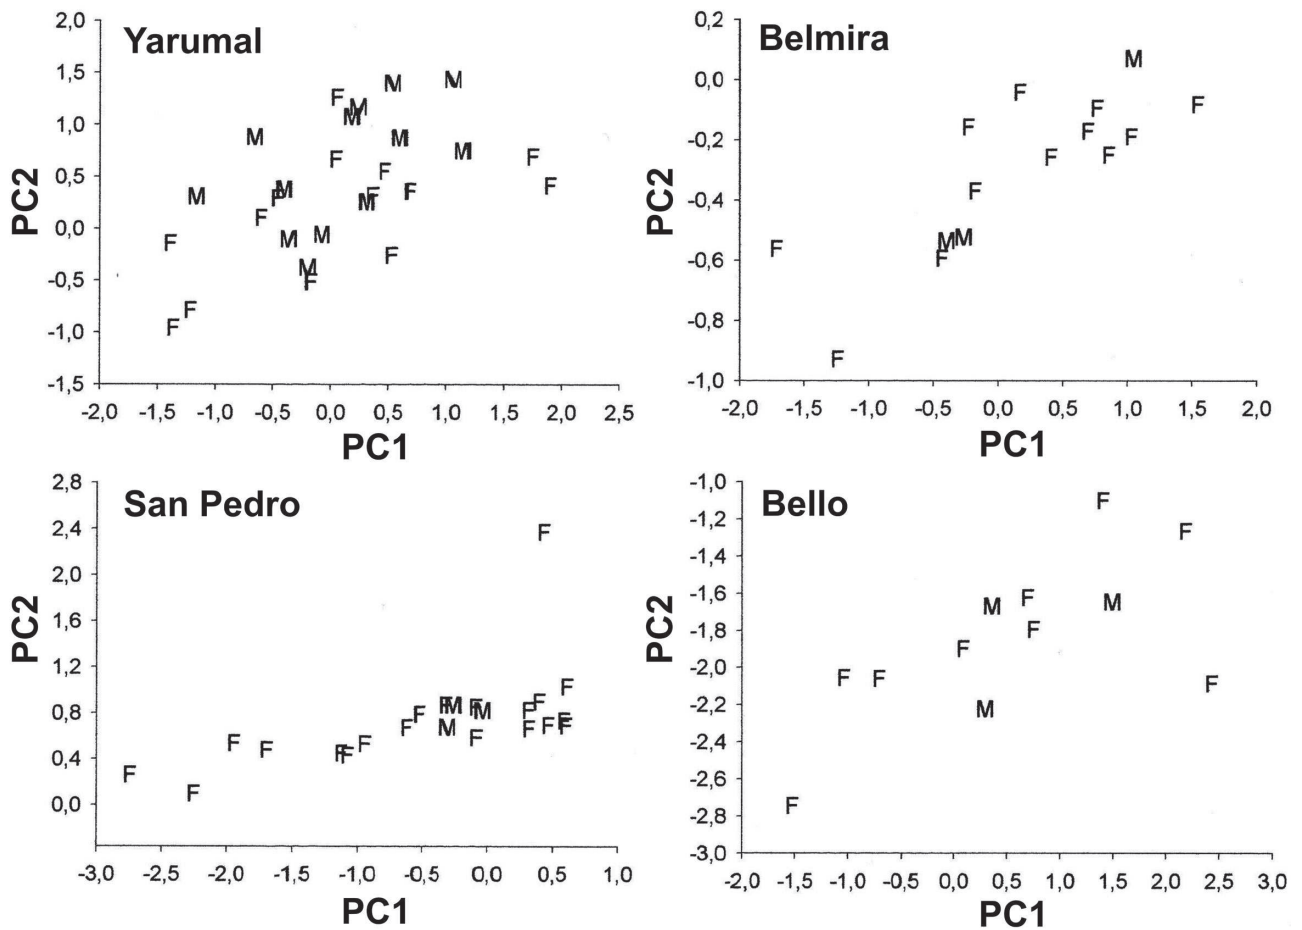 Yarumal
PC2
2,0
1,5
1,0
0,5
0,0
-0,5
-1,0
-1,5
M
M
F
M
M
M
M
F
M
F
F
F
M
F
M
F
F
M
M
F
F
M
M
F
M
F
F
F
-2,0 -1,5 -1,0 -0,5 0,0 0,5 1,0 1,5 2,0 2,5
PC1
Belmira
PC2
0,2
0,0
-0,2
-0,4
-0,6
-0,8
-1,0
M
F
F
F
F
F
F
F
F
F
M
M
F
F
F
-2,0 -1,5 -1,0 -0,5 0,0 0,5 1,0 1,5 2,0
PC1
San Pedro
PC2
2,8
2,4
2,0
1,6
1,2
0,8
0,4
0,0
F
F
F
F
M
F
M
F
F
F
M
F
F
F
F
F
F
F
F
F
F
F
F
F
-3,0 -2,5 -2,0 -1,5 -1,0 -0,5 0,0 0,5 1,0
PC1
Bello
PC2
-1,0
-1,2
-1,4
-1,6
-1,8
-2,0
-2,2
-2,4
-2,6
-2,8
-3,0
F
F
F
M
M
F
F
F
F
F
M
F
-2,0 -1,5 -1,0 -0,5 0,0 0,5 1,0 1,5 2,0 2,5 3,0
PC1